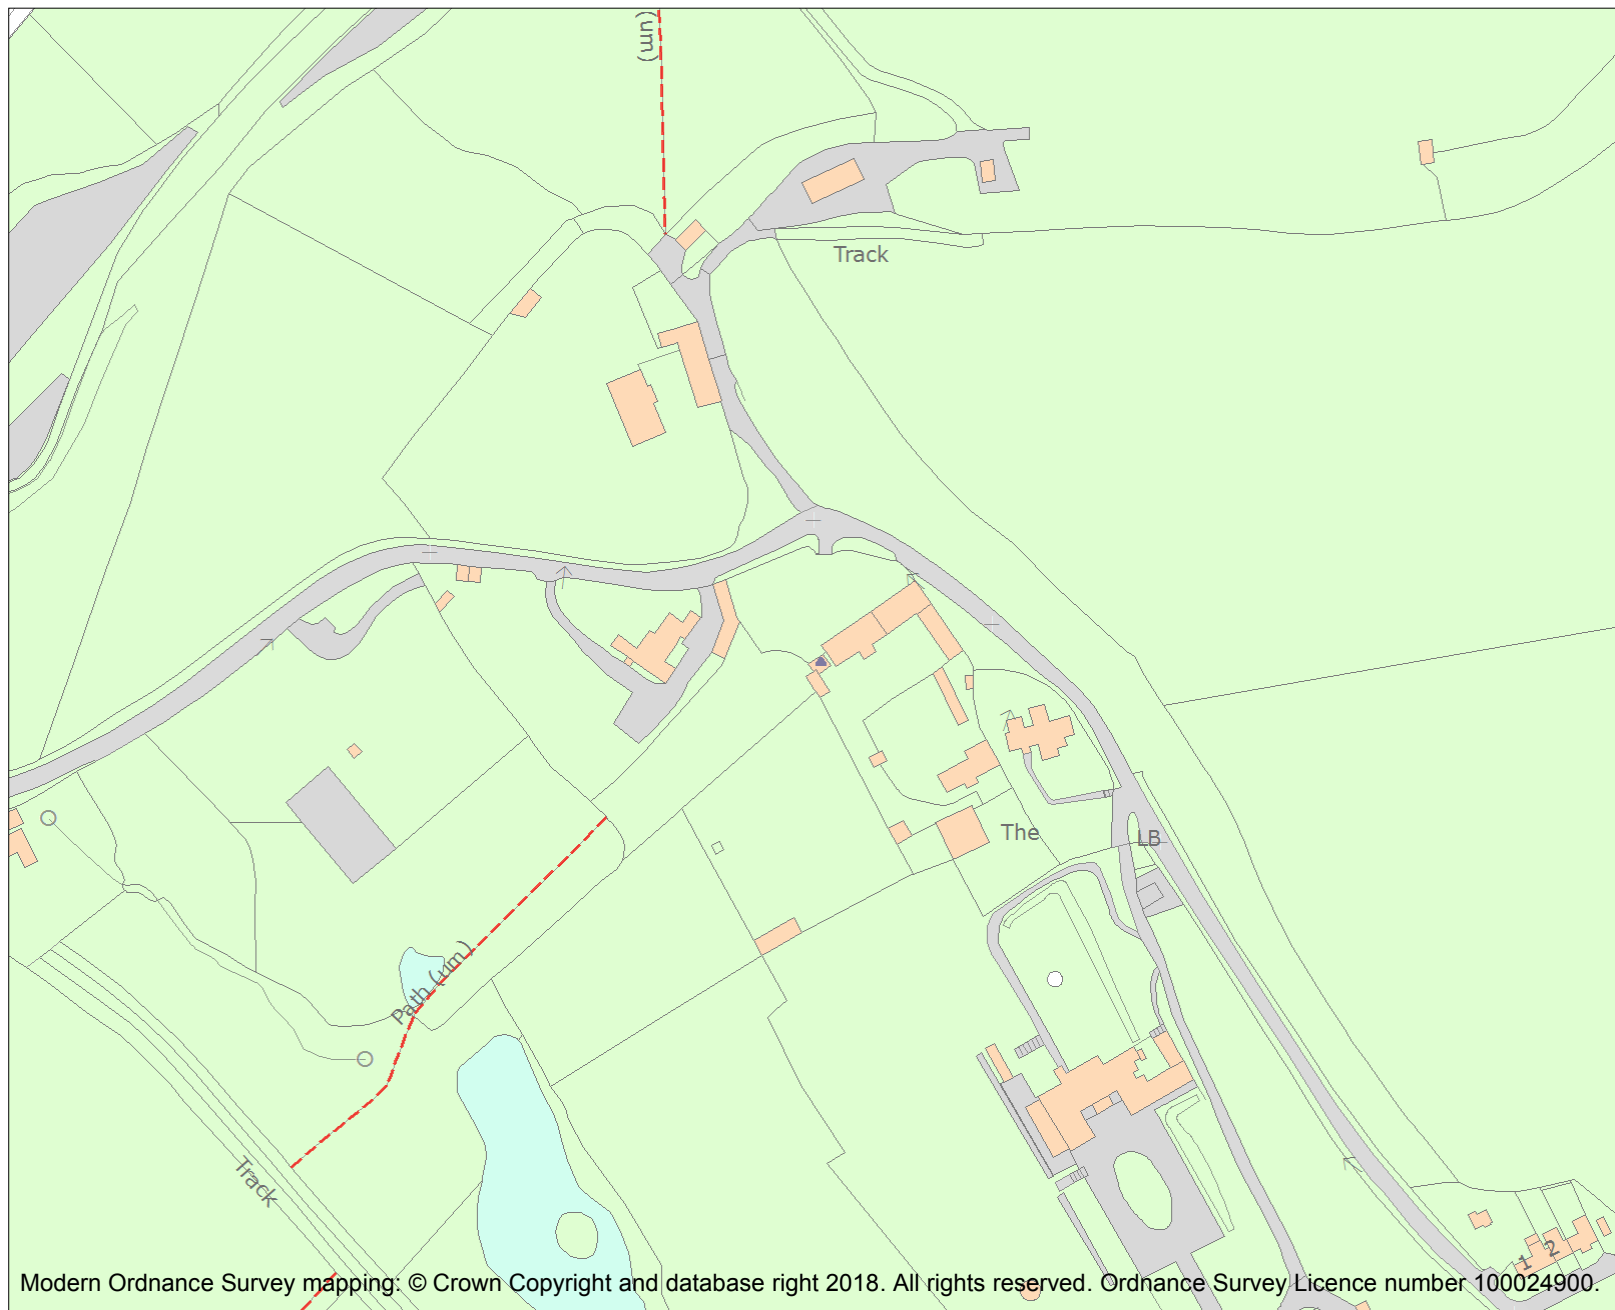 (um)
Track
The
LB
Path (um)
Track
1
2
Modern Ordnance Survey mapping: © Crown Copyright and database right 2018. All rights reserved. Ordnance Survey Licence number 100024900.